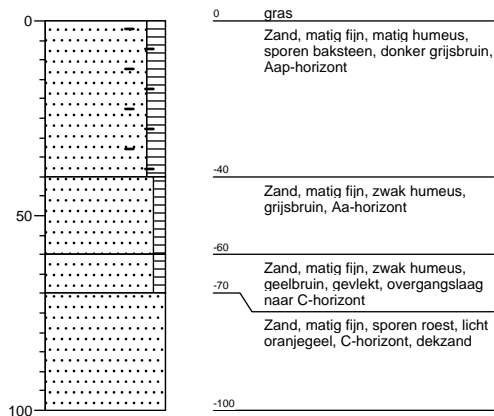 0
50
100
0
gras
Zand, matig fijn, matig humeus,
sporen baksteen, donker grijsbruin,
Aap-horizont
-40
Zand, matig fijn, zwak humeus,
grijsbruin, Aa-horizont
-60
Zand, matig fijn, zwak humeus,
geelbruin, gevlekt, overgangslaag
naar C-horizont
-70
Zand, matig fijn, sporen roest, licht
oranjegeel, C-horizont, dekzand
-100